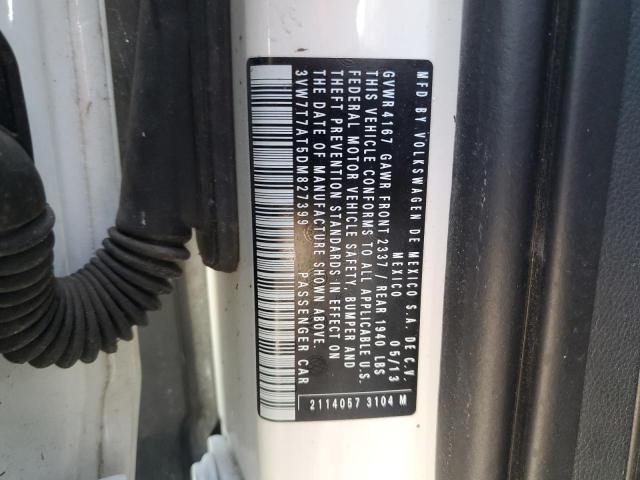 MFD BY VOLKSWAGEN DE MEXICO S.A. DE C.V.
MEXICO 05/13
GVWR 4167 GAWR FRONT 2337 // REAR 1940 LBS
THIS VEHICLE CONFORMS TO ALL APPLICABLE U.S.
FEDERAL MOTOR VEHICLE SAFETY, BUMPER AND
THEFT PREVENTION STANDARDS IN EFFECT ON
THE DATE OF MANUFACTURE SHOWN ABOVE.
3VW7T7AT5DM827399 PASSENGER CAR
2114057 3104 M